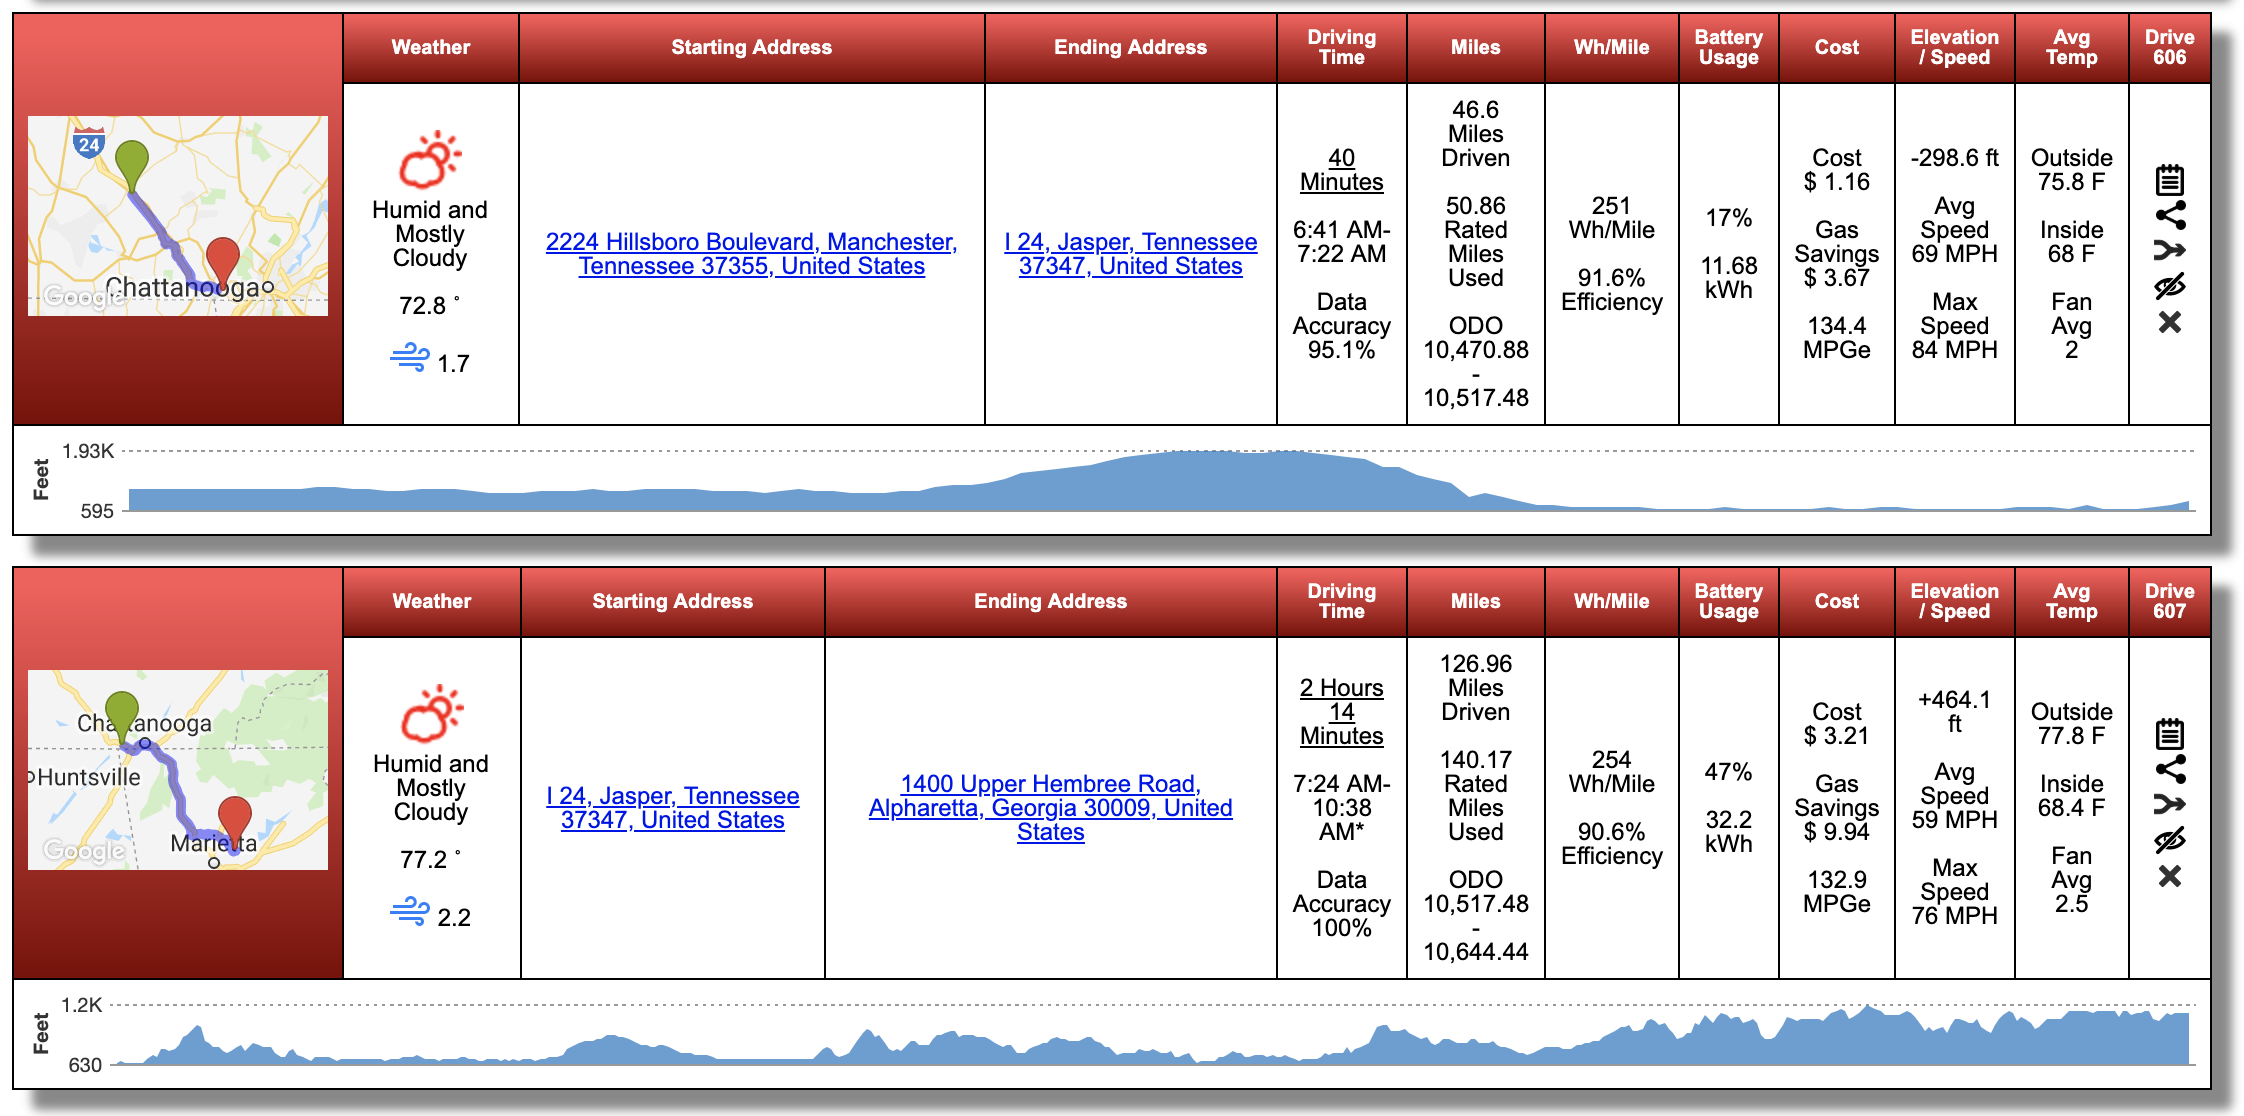 Weather
Starting Address
Ending Address
Driving
Time
Miles
Wh/Mile
Battery
Usage
Cost
Elevation
/ Speed
Avg
Temp
Drive
606
24
Chattanooga
Google
Humid and
Mostly
Cloudy
72.8 °
1.7
2224 Hillsboro Boulevard, Manchester,
Tennessee 37355, United States
I 24, Jasper, Tennessee
37347, United States
40
Minutes
6:41 AM-
7:22 AM
Data
Accuracy
95.1%
46.6
Miles
Driven
50.86
Rated
Miles
Used
ODO
10,470.88
-
10,517.48
251
Wh/Mile
91.6%
Efficiency
17%
11.68
kWh
Cost
$ 1.16
Gas
Savings
$ 3.67
134.4
MPGe
-298.6 ft
Avg
Speed
69 MPH
Max
Speed
84 MPH
Outside
75.8 F
Inside
68 F
Fan
Avg
2
Feet
1.93K
595
Weather
Starting Address
Ending Address
Driving
Time
Miles
Wh/Mile
Battery
Usage
Cost
Elevation
/ Speed
Avg
Temp
Drive
607
Chattanooga
Huntsville
Marietta
Google
Humid and
Mostly
Cloudy
77.2 °
2.2
I 24, Jasper, Tennessee
37347, United States
1400 Upper Hembree Road,
Alpharetta, Georgia 30009, United
States
2 Hours
14
Minutes
7:24 AM-
10:38
AM*
Data
Accuracy
100%
126.96
Miles
Driven
140.17
Rated
Miles
Used
ODO
10,517.48
-
10,644.44
254
Wh/Mile
90.6%
Efficiency
47%
32.2
kWh
Cost
$ 3.21
Gas
Savings
$ 9.94
132.9
MPGe
+464.1
ft
Avg
Speed
59 MPH
Max
Speed
76 MPH
Outside
77.8 F
Inside
68.4 F
Fan
Avg
2.5
Feet
1.2K
630